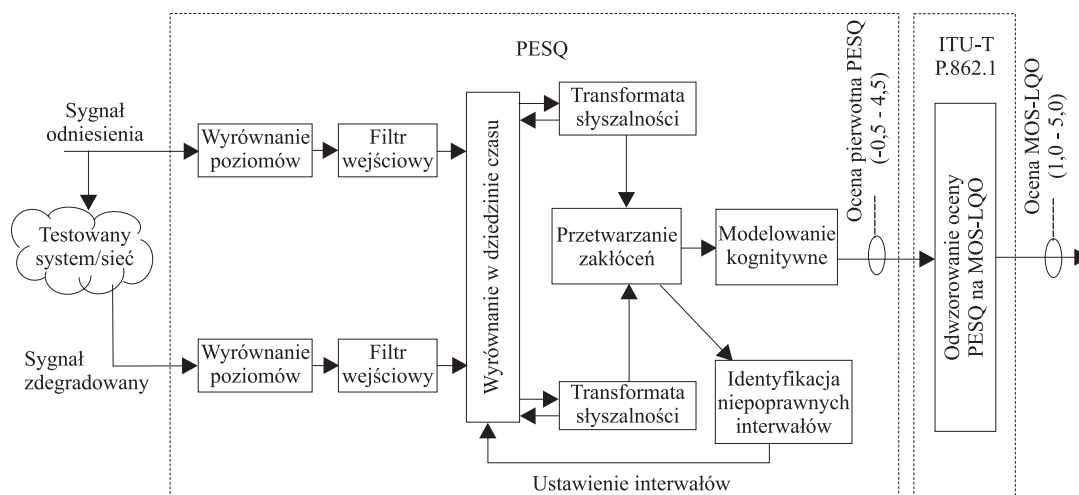 PESQ
ITU-T
P.862.1
Sygnał
odniesienia
Wyrównanie
poziomów
Filtr
wejściowy
Wyrównanie w dziedzinie czasu
Transformata
słyszalności
Ocena pierwotna PESQ
(-0,5 - 4,5)
Ocena MOS-LQO
(1,0 - 5,0)
Testowany
system/sieć
Przetwarzanie
zakłóceń
Modelowanie
kognitywne
Odwzorowanie oceny
PESQ na MOS-LQO
Sygnał
zdegradowany
Wyrównanie
poziomów
Filtr
wejściowy
Transformata
słyszalności
Identyfikacja
niepoprawnych
interwałów
Ustawienie interwałów